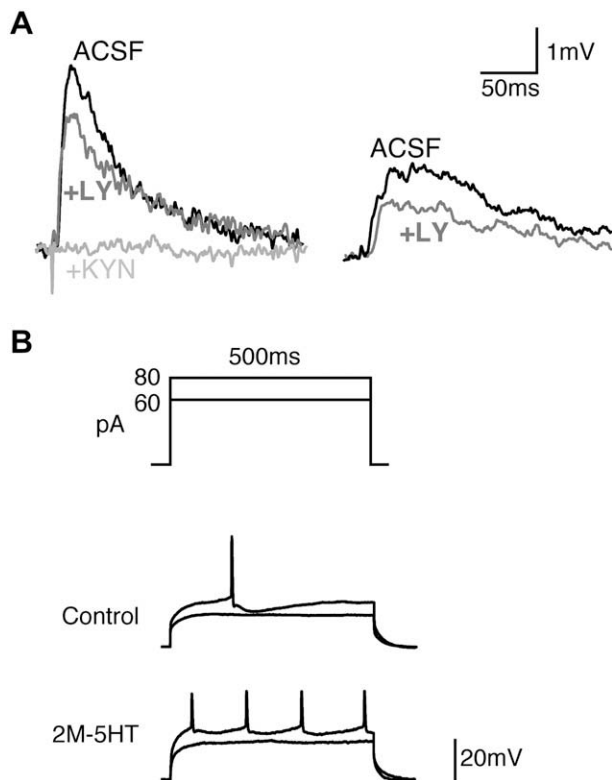 A
ACSF
1mV
50ms
ACSF
+LY
+LY
+KYN
B
500ms
80
60
pA
Control
2M-5HT
20mV